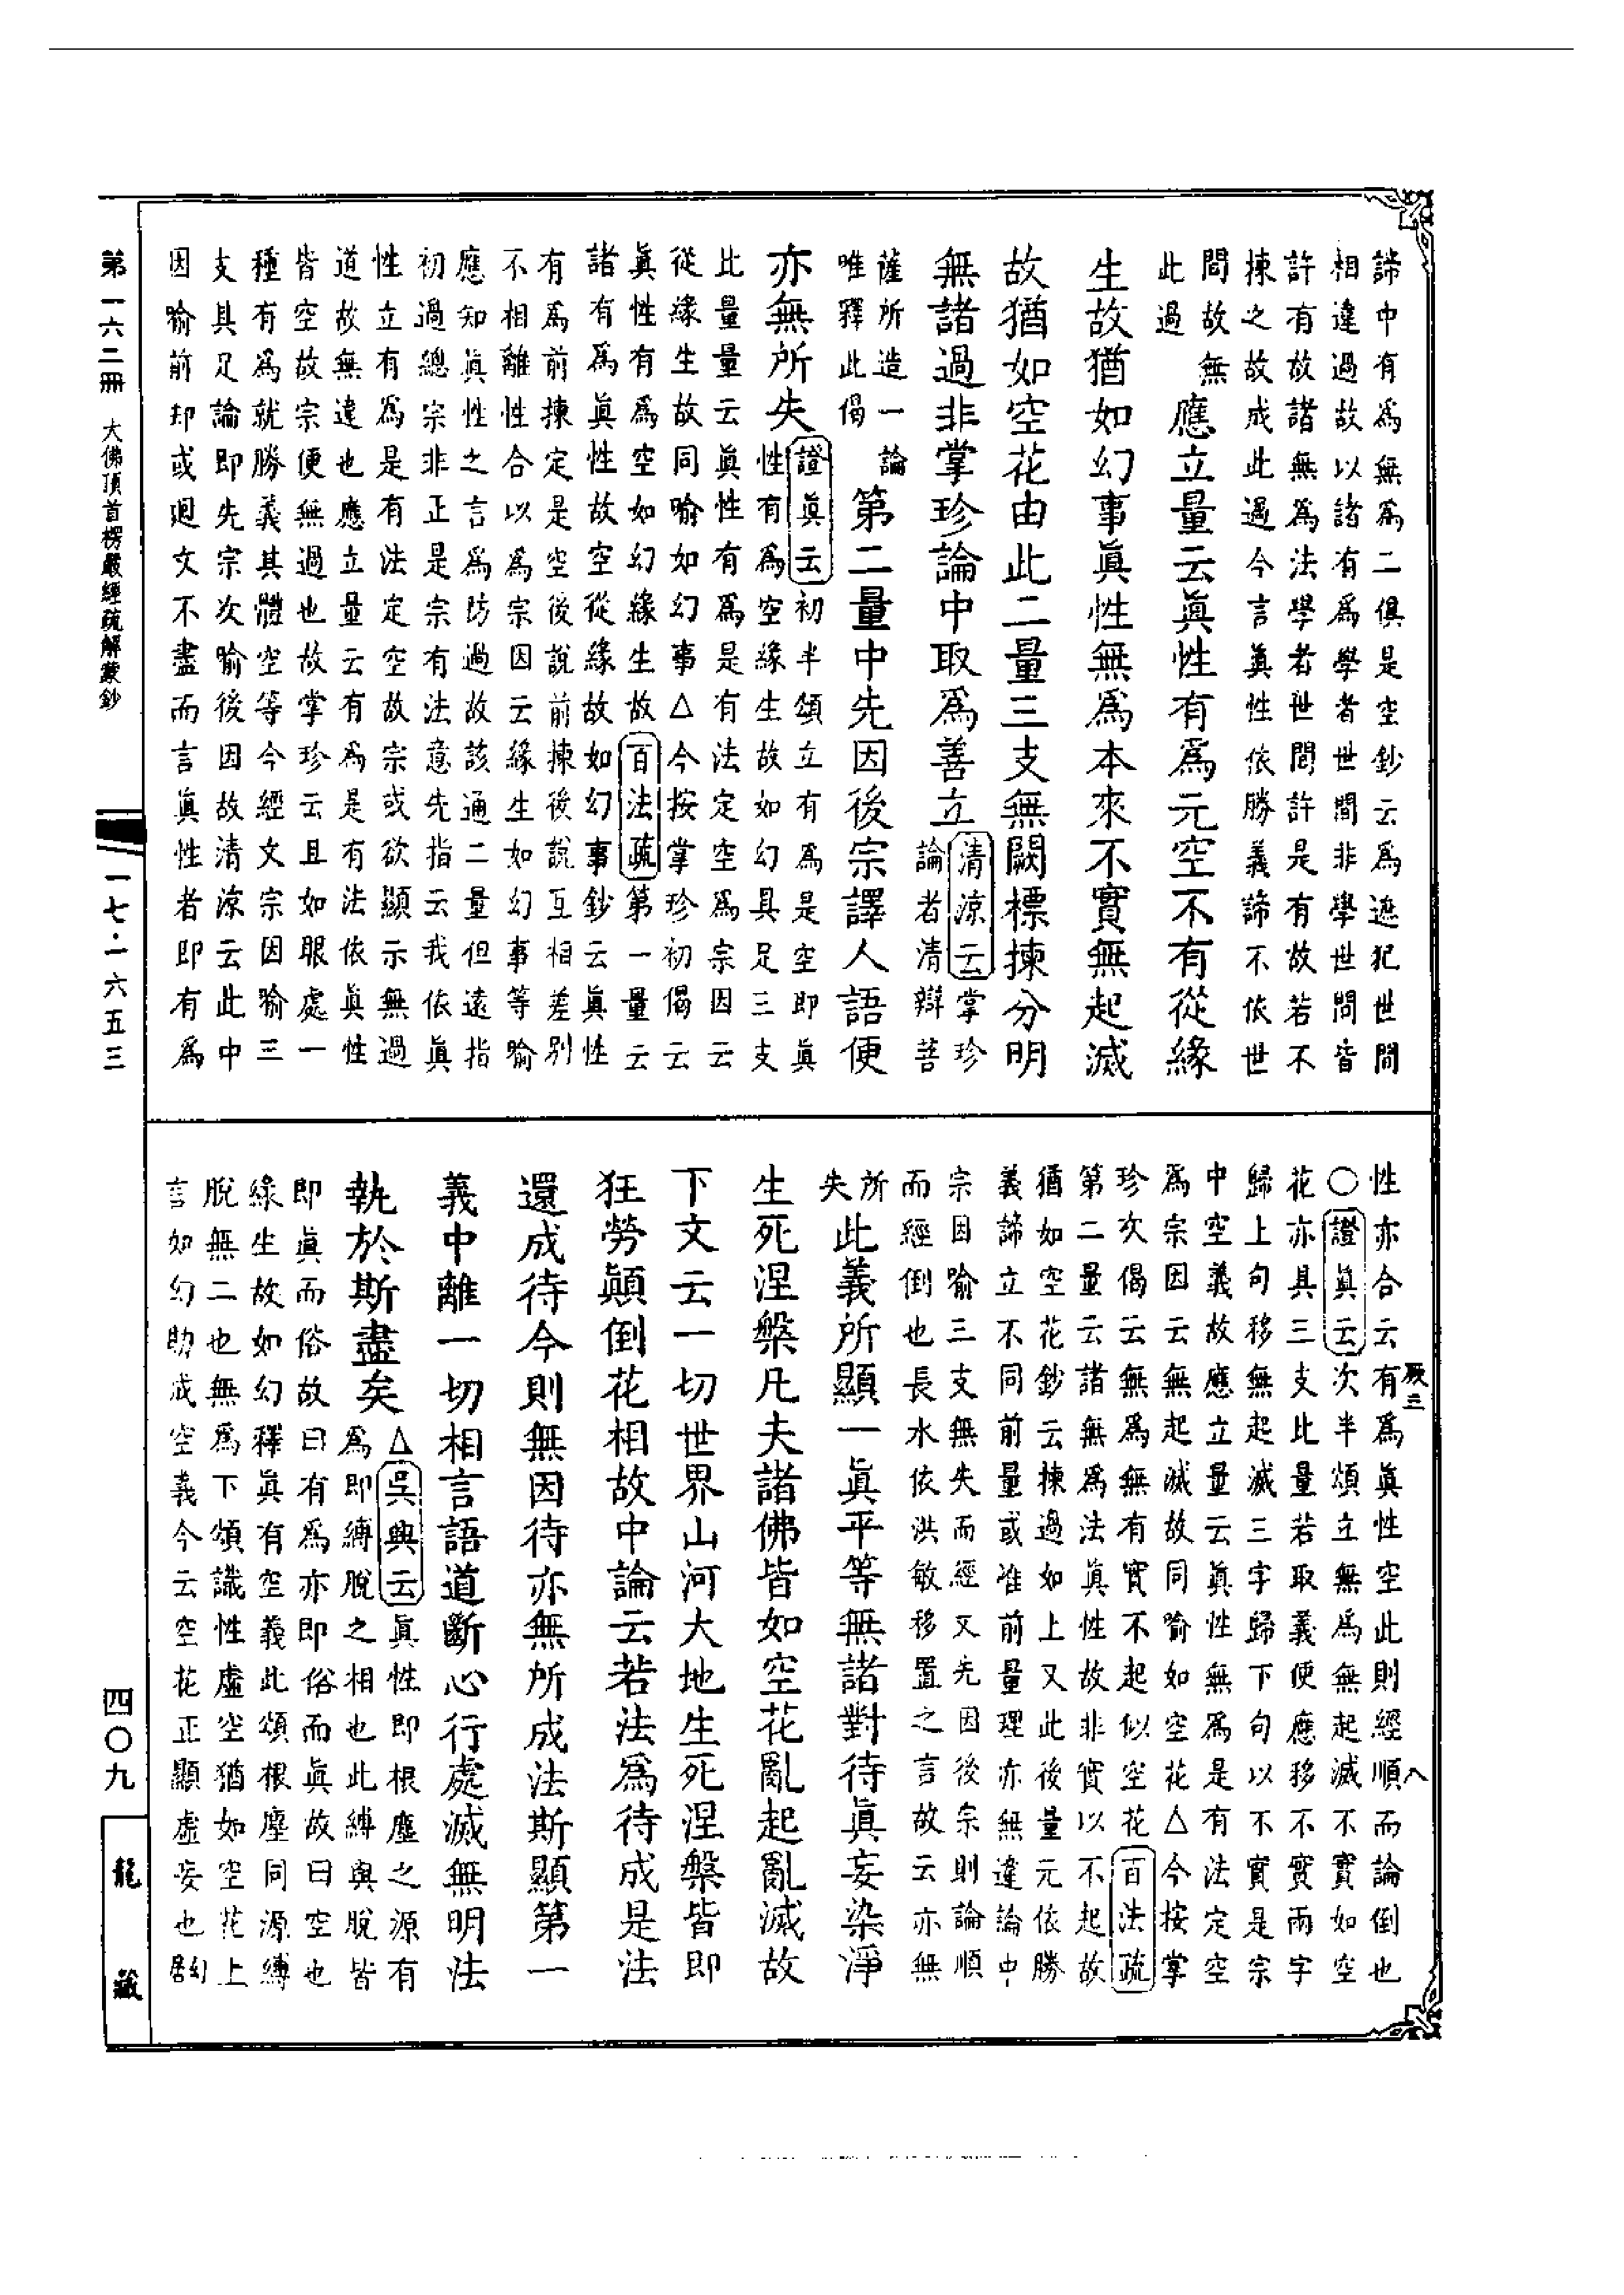 諦中有爲無爲二俱是空鈔云爲遮犯世間
相違過故以諸有爲學者世間非學世間皆
許有故諸無爲法學者世間許是有故若不
揀之故成此過今言眞性依勝義諦不依世
間故無
此過
應立量云眞性有爲元空不有從緣
生故猶如幻事眞性無爲本來不實無起滅
故猶如空花由此二量三支無闕標揀分明
無諸過非掌珍論中取爲善立
清涼云掌珍
論者清辯菩
薩所造一論
唯釋此偈
第二量中先因後宗譯人語便
亦無所失
證眞云初半頌立有爲是空即眞
性有爲空緣生故如幻具足三支
此量量云眞性有爲是有法定空爲宗因云
從緣生故同喻如幻事△今按掌珍初偈云
眞性有爲空如幻緣生故百法疏第一量云
諸有爲眞性故空從緣故如幻事鈔云眞性
有爲前揀定是空後說前揀後說互相差別
不相離性合以爲宗因云緣生如幻事等喻
應知眞性之言爲防過故該通二量但遠指
初過總宗非正是宗有法意先指云我依眞
性立有爲是有法定空故宗或欲顯示無過
道故無違也應立量云有爲是有法依眞性
皆空故宗便無過也故掌珍云且如眼處一
種有爲就勝義其體空等今經文宗因喻三
支具足論即先宗次喻後因故清涼云此中
因喻前却或迴文不盡而言眞性者即有爲
第一六二冊　大佛頂首楞嚴經疏解蒙鈔
一七・一六五三
厥三
八
性亦合云有爲眞性空此則經順而論倒也
○證眞云次半頌立無爲無起滅不實如空
花亦具三支此量若取義便應移不實兩字
歸上句移無起滅三字歸下句以不實是宗
中空義故應立量云眞性無爲是有法定空
爲宗因云無起滅故同喻如空花△今按掌
珍次偈云無爲無有實不起似空花百法疏
第二量云諸無爲法眞性故非實以不起故
猶如空花鈔云揀過如上又此後量元依勝
義諦立不同前量或准前量理亦無違論中
宗因喻三支無失而經又先因後宗則論順
而經倒也長水依洪敏移置之言故云亦無
所
失
此義所顯一眞平等無諸對待眞妄染淨
生死涅槃凡夫諸佛皆如空花亂起亂滅故
下文云一切世界山河大地生死涅槃皆即
狂勞顚倒花相故中論云若法爲待成是法
還成待今則無因待亦無所成法斯顯第一
義中離一切相言語道斷心行處滅無明法
執於斯盡矣
△吳興云眞性即根塵之源有
爲即縛脫之相也此縛與脫皆
即眞而俗故曰有爲亦即俗而眞故曰空也
緣生故如幻釋眞有空義此頌根塵同源縛
脫無二也無爲下頌識性虛空猶如空花上
言如幻助成空義今云空花正顯虛妄也
四〇九
龍藏